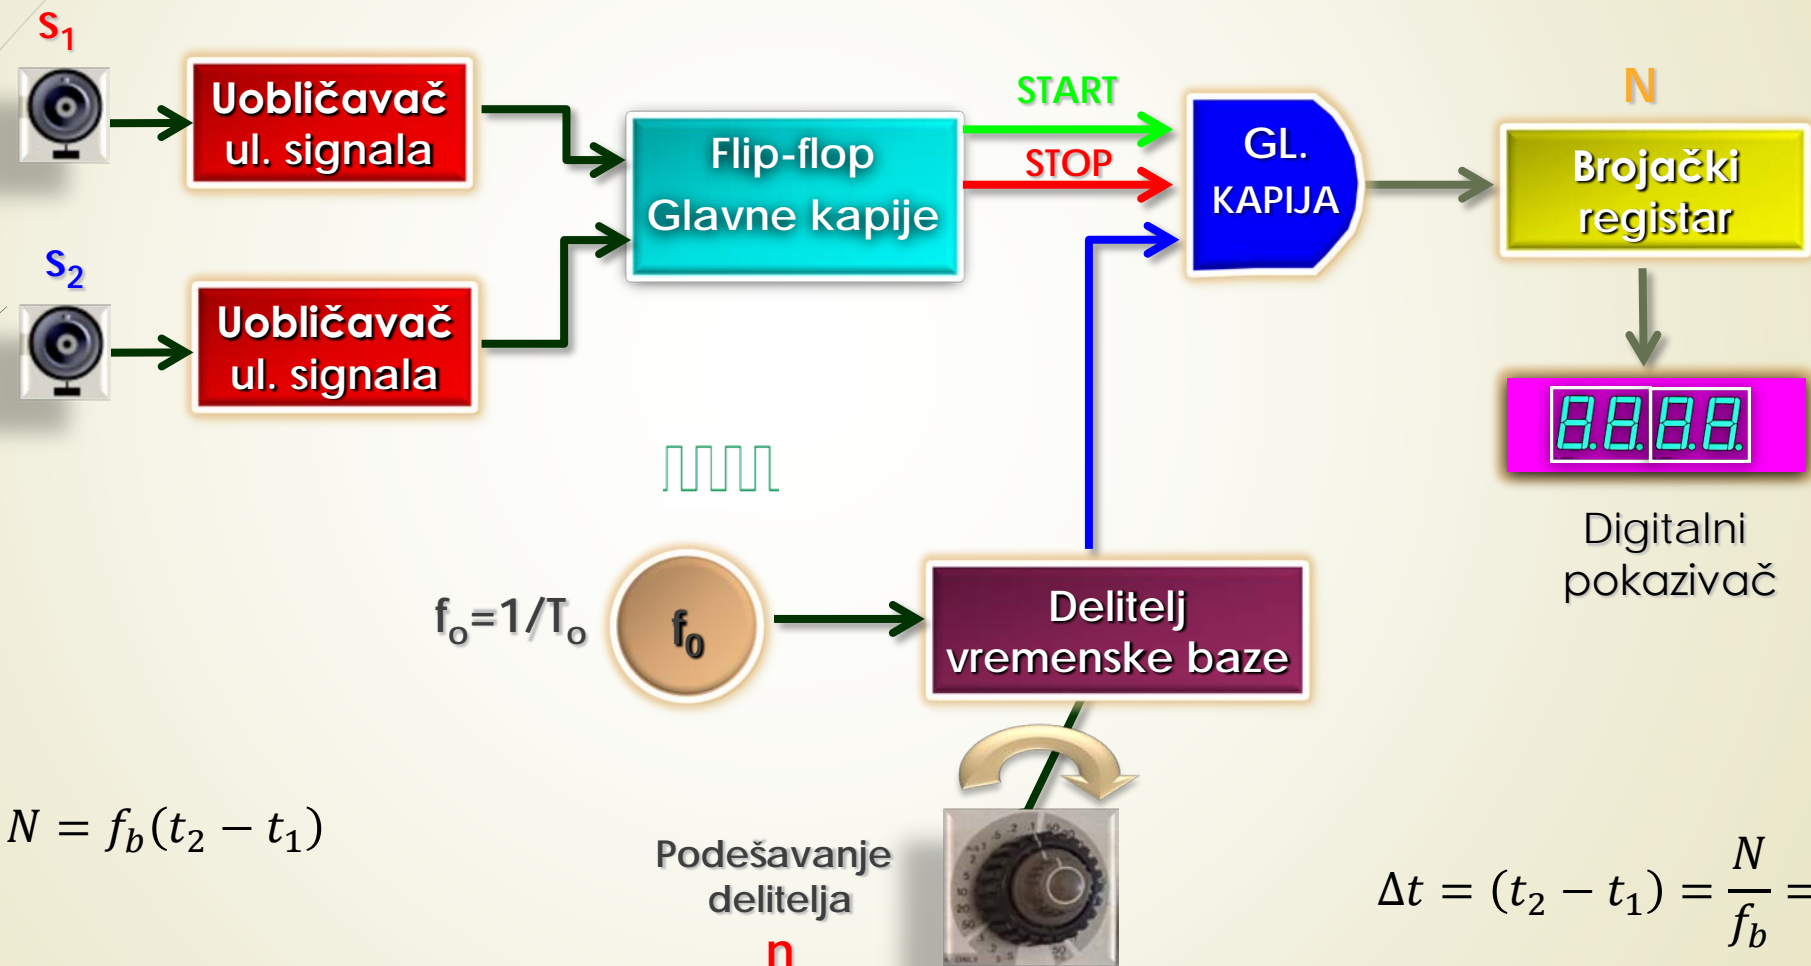 S₁
Uobličavač
ul. signala
S₂
Uobličavač
ul. signala
Flip-flop
Glavne kapije
START
STOP
GL.
KAPIJA
N
Brojački
registar
8.8.8.8.
Digitalni
pokazivač
fₒ=1/Tₒ
f₀
Delitelj
vremenske baze
Podešavanje
delitelja
n
N = f_b(t₂ − t₁)
Δt = (t₂ − t₁) = N/f_b =